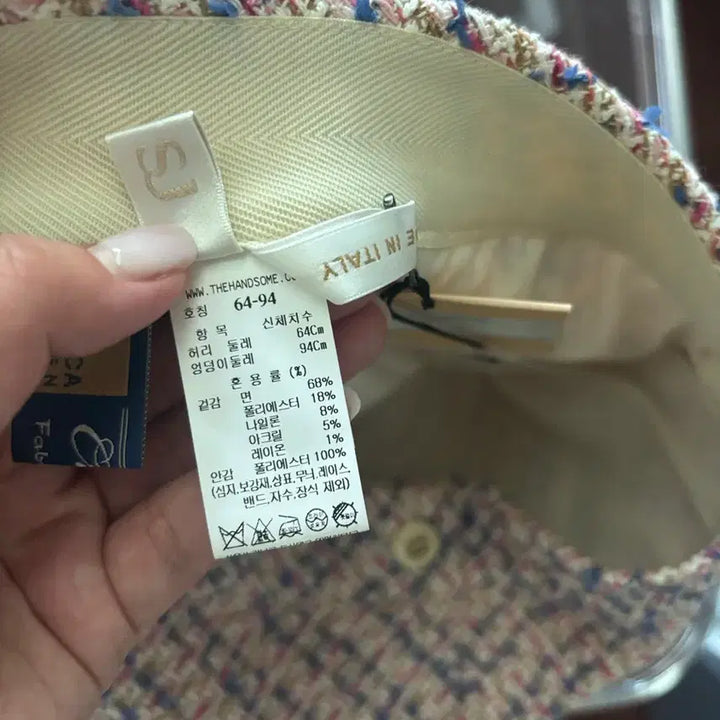 SJ
MADE IN ITALY
WWW.THEHANDSOME.C
호칭 64-94
항 목 신체치수
허리 둘레 64Cm
엉덩이둘레 94Cm
혼 용 률 (%)
겉감 면 68%
폴리에스터 18%
나일론 8%
아크릴 5%
레이온 1%
안감 폴리에스터 100%
(심지,보강재,상표,무늬,레이스,
밴드,자수,장식 제외)
CA
EN
Fab